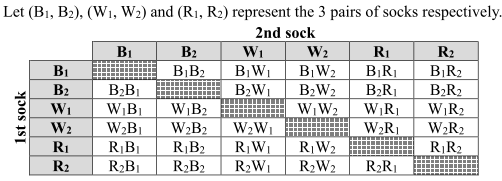 Let (B₁, B₂), (W₁, W₂) and (R₁, R₂) represent the 3 pairs of socks respectively.
2nd sock
B₁ B₂ W₁ W₂ R₁ R₂
1st sock
B₁ B₁B₂ B₁W₁ B₁W₂ B₁R₁ B₁R₂
B₂ B₂B₁ B₂W₁ B₂W₂ B₂R₁ B₂R₂
W₁ W₁B₁ W₁B₂ W₁W₂ W₁R₁ W₁R₂
W₂ W₂B₁ W₂B₂ W₂W₁ W₂R₁ W₂R₂
R₁ R₁B₁ R₁B₂ R₁W₁ R₁W₂ R₁R₂
R₂ R₂B₁ R₂B₂ R₂W₁ R₂W₂ R₂R₁